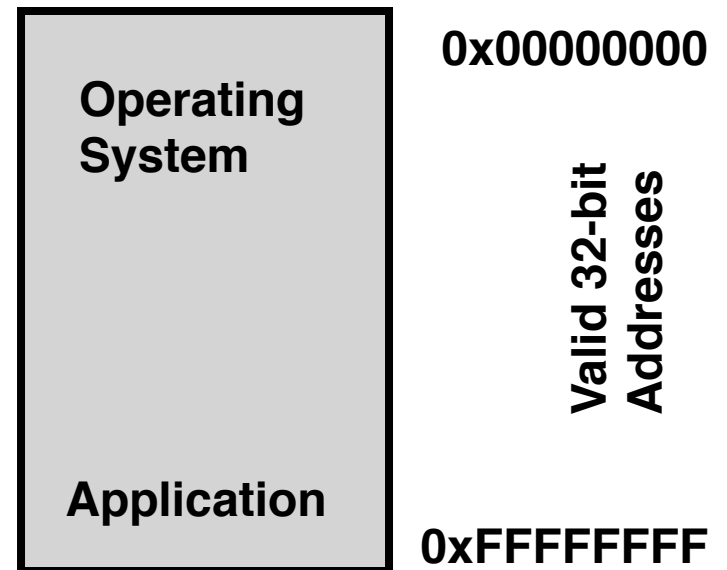 0x00000000
Operating
System
Valid 32-bit
Addresses
Application
0xFFFFFFFF